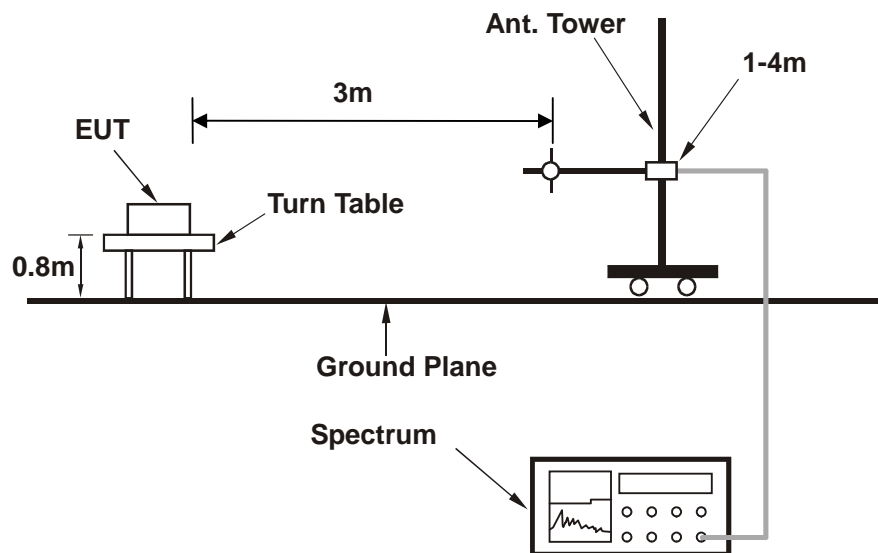 Ant. Tower
1-4m
3m
EUT
Turn Table
0.8m
Ground Plane
Spectrum